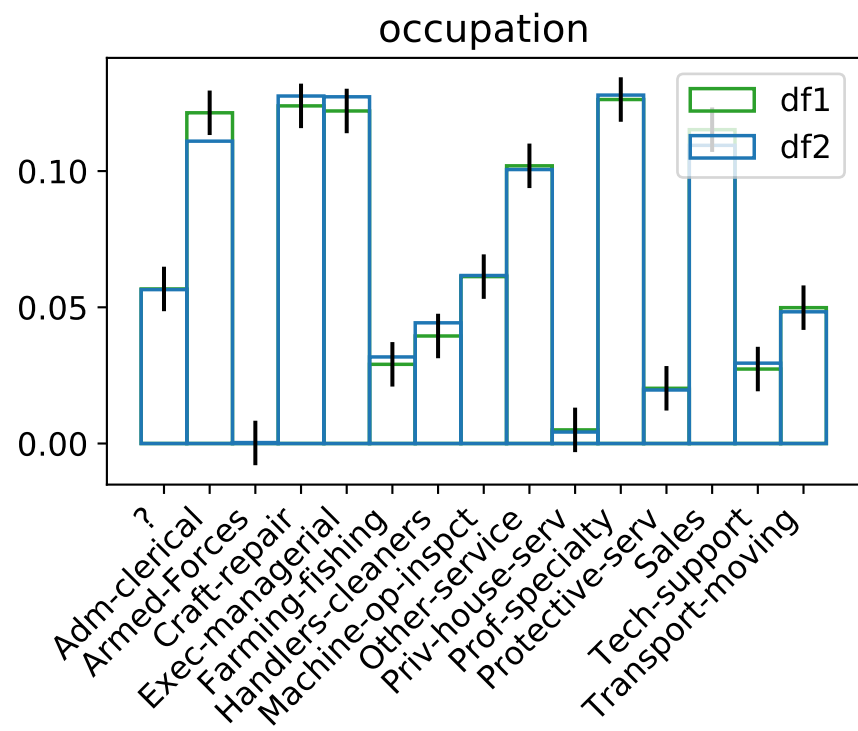 occupation
df1
df2
0.10
0.05
0.00
?
Adm-clerical
Armed-Forces
Craft-repair
Exec-managerial
Farming-fishing
Handlers-cleaners
Machine-op-inspct
Other-service
Priv-house-serv
Prof-specialty
Protective-serv
Sales
Tech-support
Transport-moving